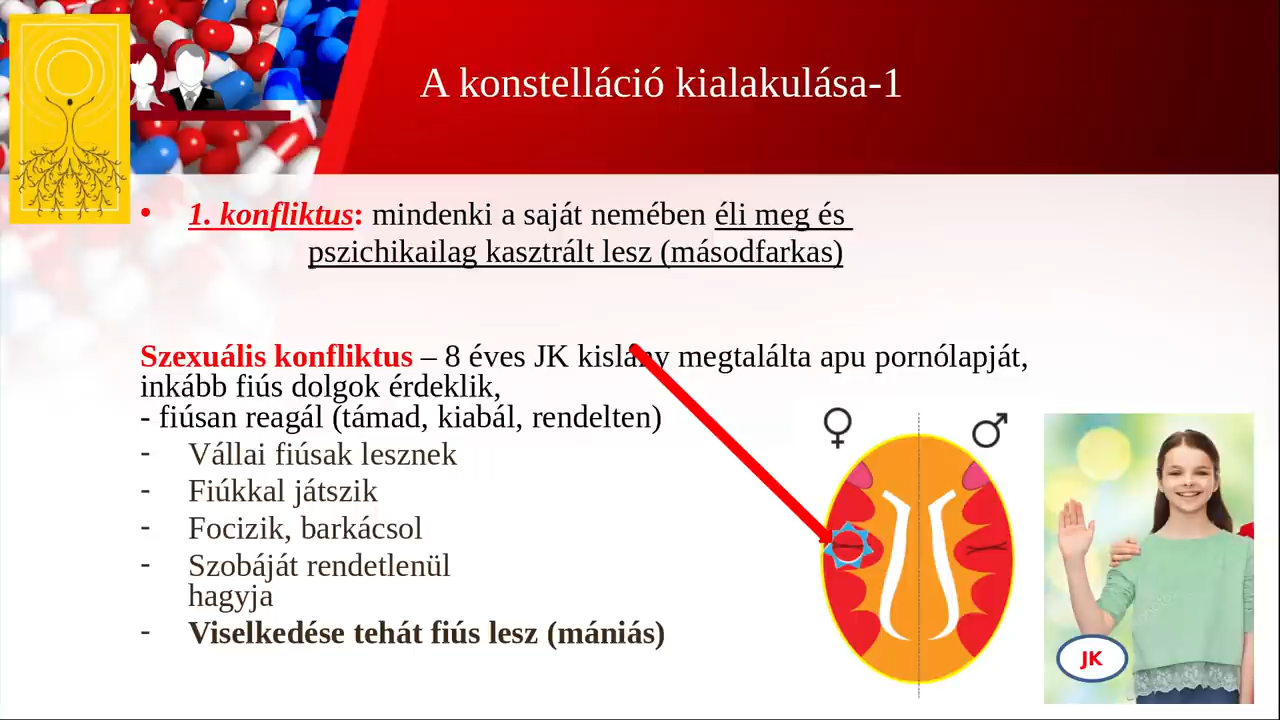 A konstelláció kialakulása-1
• 1. konfliktus: mindenki a saját nemében éli meg és
pszichikailag kasztrált lesz (másodfarkas)
Szexuális konfliktus – 8 éves JK kislány megtalálta apu pornólapját,
inkább fiús dolgok érdeklik,
- fiúsan reagál (támad, kiabál, rendelten)
- Vállai fiúsak lesznek
- Fiúkkal játszik
- Focizik, barkácsol
- Szobáját rendetlenül
hagyja
- Viselkedése tehát fiús lesz (mániás)
♀ ♂
JK